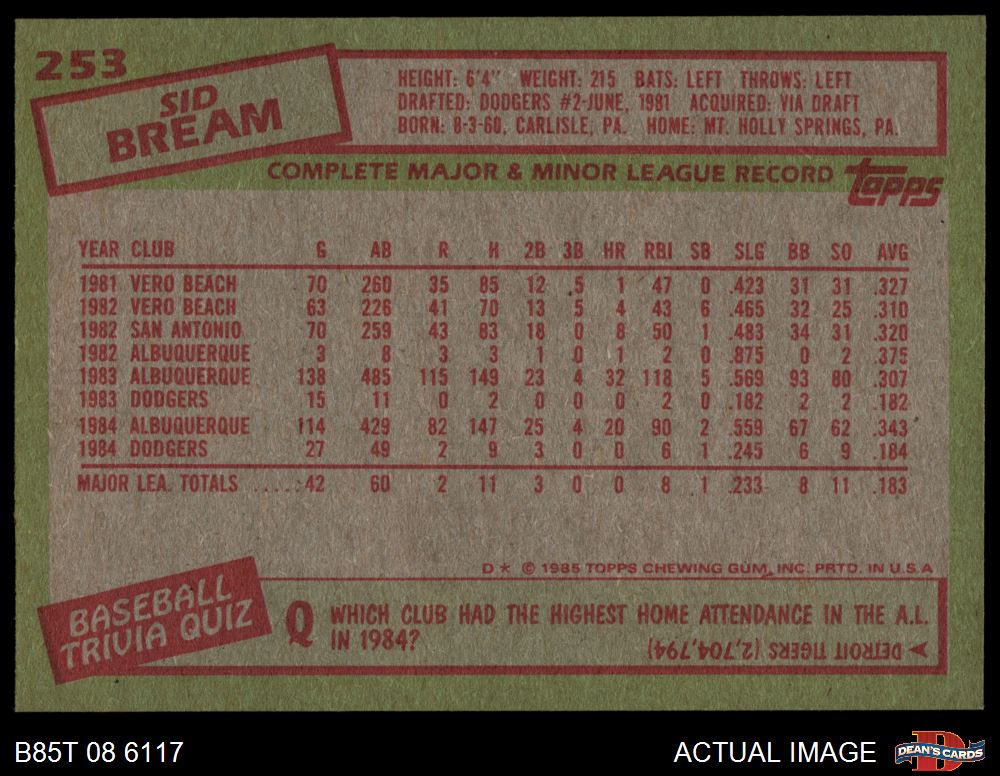 253
SID
BREAM
HEIGHT: 6'4" WEIGHT: 215 BATS: LEFT THROWS: LEFT
DRAFTED: DODGERS #2-JUNE, 1981 ACQUIRED: VIA DRAFT
BORN: 8-3-60, CARLISLE, PA. HOME: MT. HOLLY SPRINGS, PA.
COMPLETE MAJOR & MINOR LEAGUE RECORD
topps
YEAR CLUB G AB R H 2B 3B HR RBI SB SLG BB SO AVG
1981 VERO BEACH 70 260 35 85 12 5 1 47 0 .423 31 31 .327
1982 VERO BEACH 63 226 41 70 13 5 4 43 6 .465 32 25 .310
1982 SAN ANTONIO 70 259 43 83 18 0 8 50 1 .483 34 31 .320
1982 ALBUQUERQUE 3 8 3 3 1 0 1 2 0 .875 0 2 .375
1983 ALBUQUERQUE 138 485 115 149 23 4 32 118 5 .569 93 80 .307
1983 DODGERS 15 11 0 2 0 0 0 2 0 .182 2 2 .182
1984 ALBUQUERQUE 114 429 82 147 25 4 20 90 2 .559 67 62 .343
1984 DODGERS 27 49 2 9 3 0 0 6 1 .245 6 9 .184
MAJOR LEA. TOTALS .....: 42 60 2 11 3 0 0 8 1 .233 8 11 .183
D* © 1985 TOPPS CHEWING GUM, INC. PRTD. IN U.S.A
BASEBALL
TRIVIA QUIZ
Q WHICH CLUB HAD THE HIGHEST HOME ATTENDANCE IN THE A.L.
IN 1984?
DETROIT TIGERS (2,704,794)
B85T 08 6117
ACTUAL IMAGE
DEAN'S CARDS